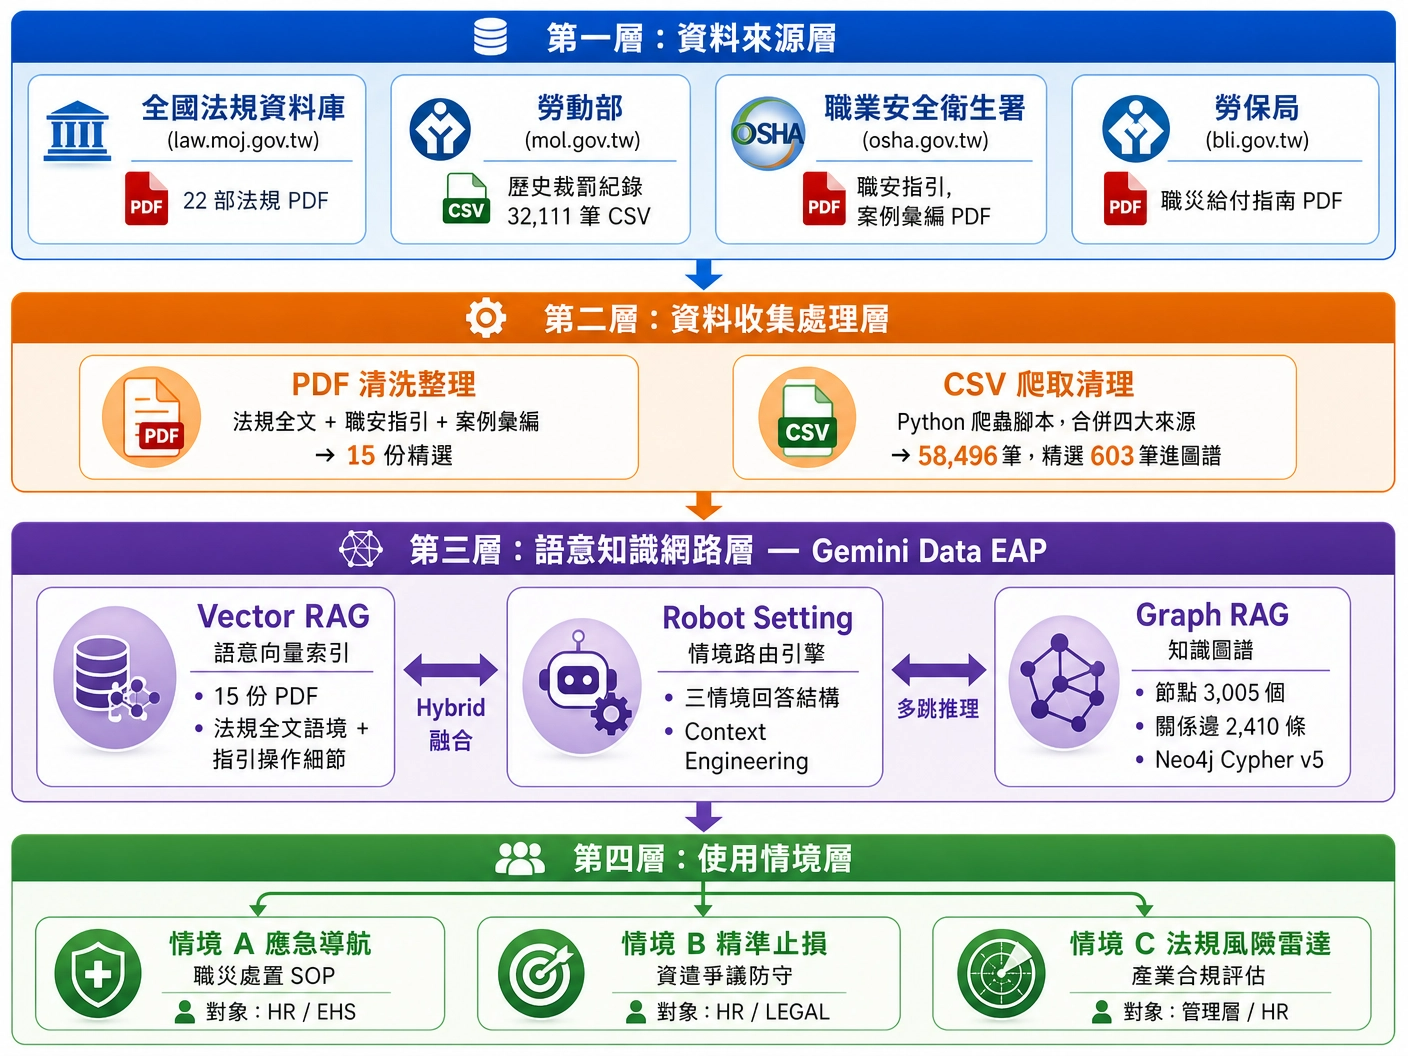 第一層：資料來源層
全國法規資料庫
(law.moj.gov.tw)
PDF
22 部法規 PDF
勞動部
(mol.gov.tw)
CSV
歷史裁罰紀錄
32,111 筆 CSV
OSHA
職業安全衛生署
(osha.gov.tw)
PDF
職安指引,
案例彙編 PDF
勞保局
(bli.gov.tw)
PDF
職災給付指南 PDF
第二層：資料收集處理層
PDF
PDF 清洗整理
法規全文 + 職安指引 + 案例彙編
→ 15 份精選
CSV
CSV 爬取清理
Python 爬蟲腳本，合併四大來源
→ 58,496 筆，精選 603 筆進圖譜
第三層：語意知識網路層 — Gemini Data EAP
Vector RAG
語意向量索引
• 15 份 PDF
• 法規全文語境 +
指引操作細節
Hybrid
融合
Robot Setting
情境路由引擎
• 三情境回答結構
• Context
Engineering
多跳推理
Graph RAG
知識圖譜
• 節點 3,005 個
• 關係邊 2,410 條
• Neo4j Cypher v5
第四層：使用情境層
情境 A 應急導航
職災處置 SOP
對象：HR / EHS
情境 B 精準止損
資遣爭議防守
對象：HR / LEGAL
情境 C 法規風險雷達
產業合規評估
對象：管理層 / HR